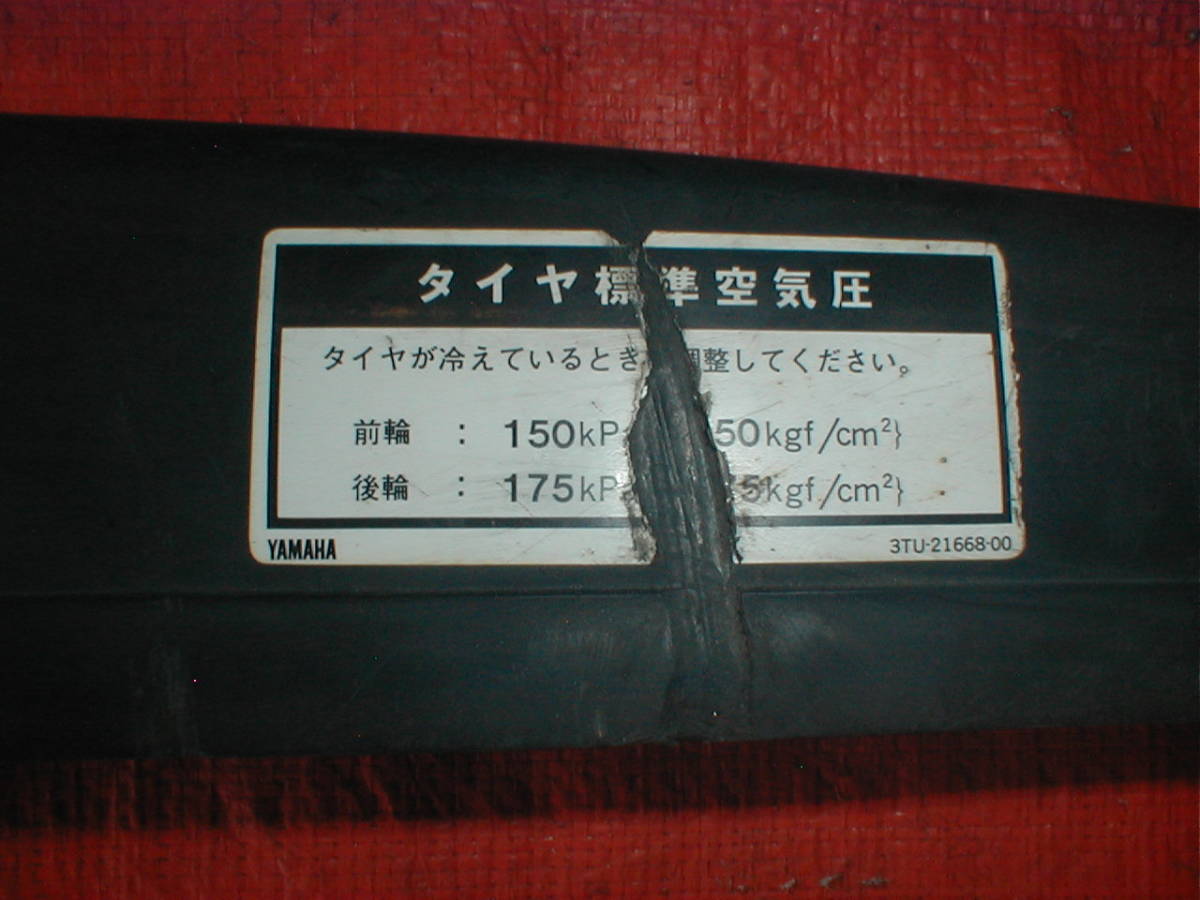 タイヤ標準空気圧
タイヤが冷えているとき 調整してください。
前輪 : 150kP 50kgf/cm²}
後輪 : 175kP 5kgf/cm²}
YAMAHA
3TU-21668-00